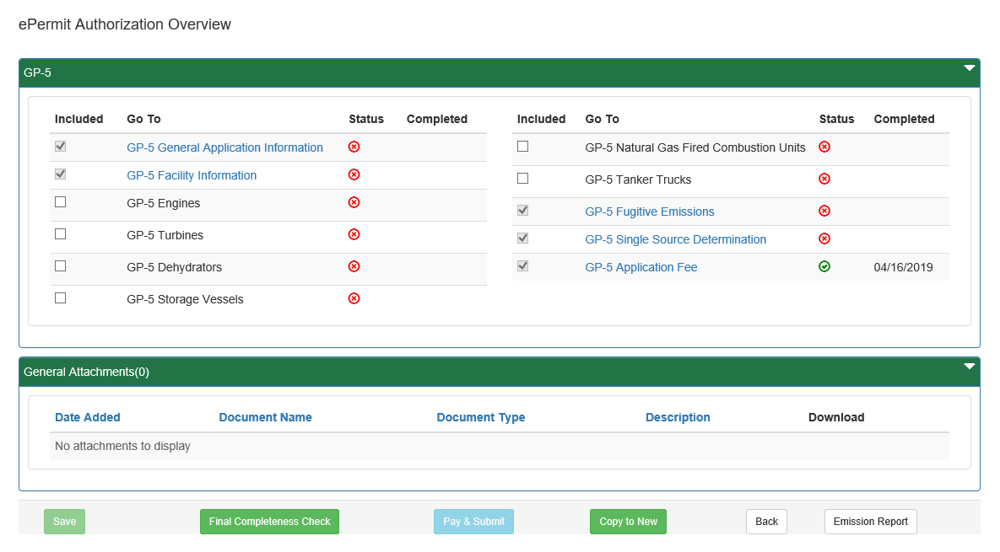 ePermit Authorization Overview
GP-5
Included Go To Status Completed
GP-5 General Application Information
GP-5 Facility Information
GP-5 Engines
GP-5 Turbines
GP-5 Dehydrators
GP-5 Storage Vessels
Included Go To Status Completed
GP-5 Natural Gas Fired Combustion Units
GP-5 Tanker Trucks
GP-5 Fugitive Emissions
GP-5 Single Source Determination
GP-5 Application Fee 04/16/2019
General Attachments(0)
Date Added Document Name Document Type Description Download
No attachments to display
Save Final Completeness Check Pay & Submit Copy to New Back Emission Report